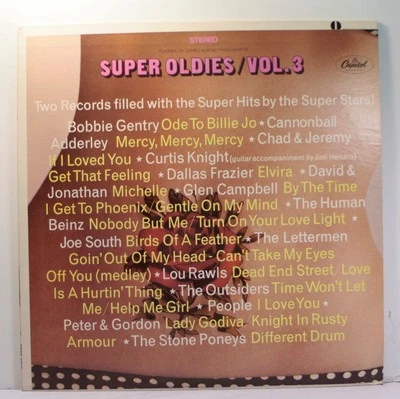 STEREO
SUPER OLDIES/VOL.3
Capitol
Two Records filled with the Super Hits by the Super Stars!
Bobbie Gentry Ode To Billie Jo ★ Cannonball
Adderley Mercy, Mercy, Mercy ★ Chad & Jeremy
If I Loved You ★ Curtis Knight (guitar accompaniment by Jimi Hendrix)
Get That Feeling ★ Dallas Frazier Elvira ★ David &
Jonathan Michelle ★ Glen Campbell By The Time
I Get To Phoenix/Gentle On My Mind ★ The Human
Beinz Nobody But Me/Turn On Your Love Light ★
Joe South Birds Of A Feather ★ The Lettermen
Goin' Out Of My Head - Can't Take My Eyes
Off You (medley) ★ Lou Rawls Dead End Street/Love
Is A Hurtin' Thing ★ The Outsiders Time Won't Let
Me/Help Me Girl ★ People I Love You ★
Peter & Gordon Lady Godiva/Knight In Rusty
Armour ★ The Stone Poneys Different Drum